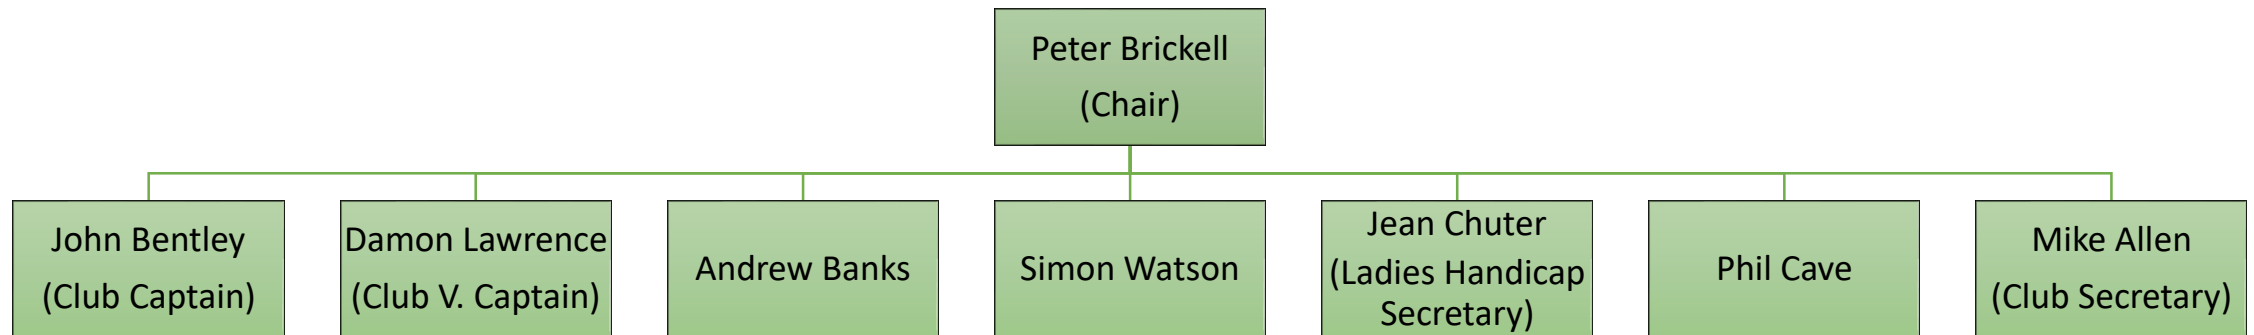 Peter Brickell
(Chair)
John Bentley
(Club Captain)
Damon Lawrence
(Club V. Captain)
Andrew Banks
Simon Watson
Jean Chuter
(Ladies Handicap
Secretary)
Phil Cave
Mike Allen
(Club Secretary)